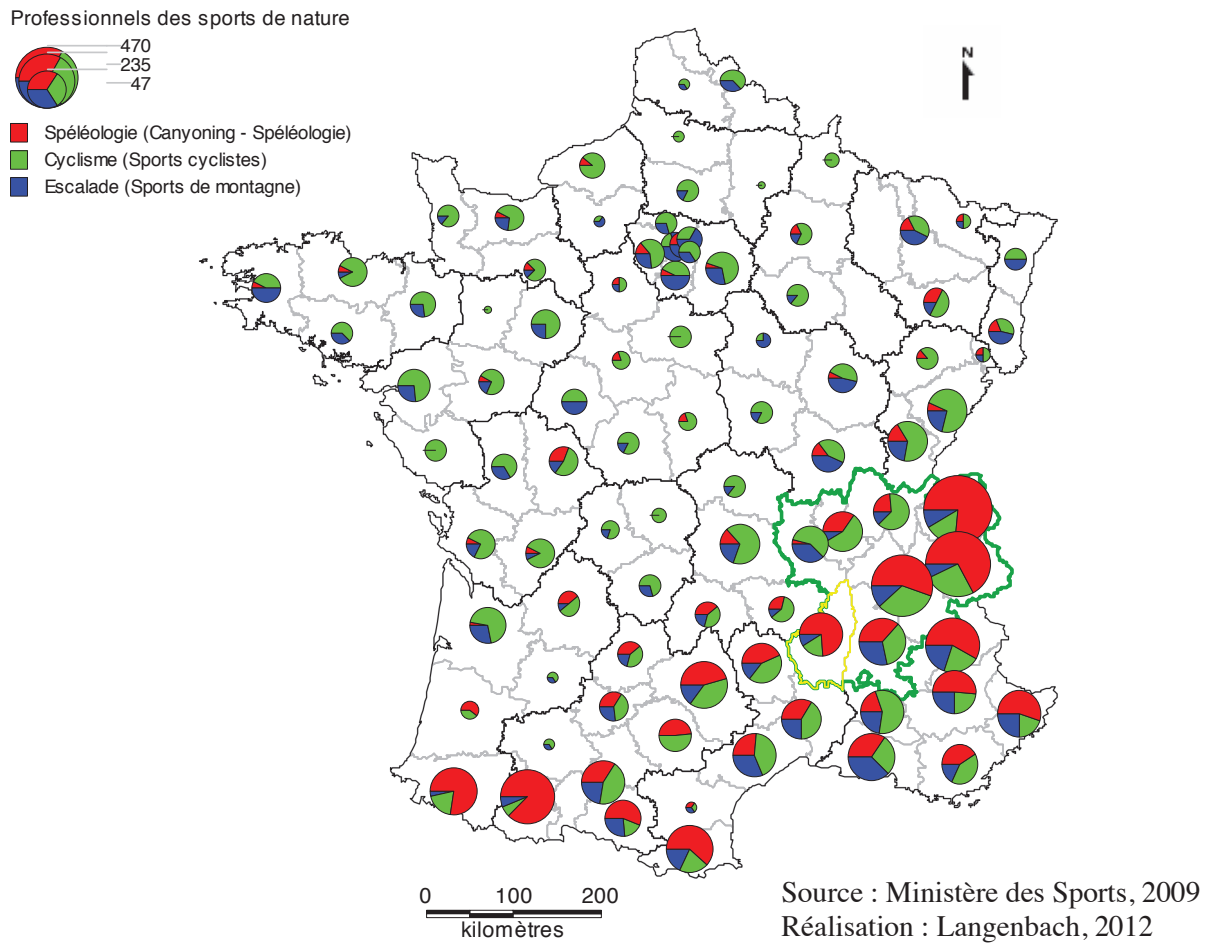 Professionnels des sports de nature
470
235
47
Spéléologie (Canyoning - Spéléologie)
Cyclisme (Sports cyclistes)
Escalade (Sports de montagne)
N
0 100 200
kilomètres
Source : Ministère des Sports, 2009
Réalisation : Langenbach, 2012